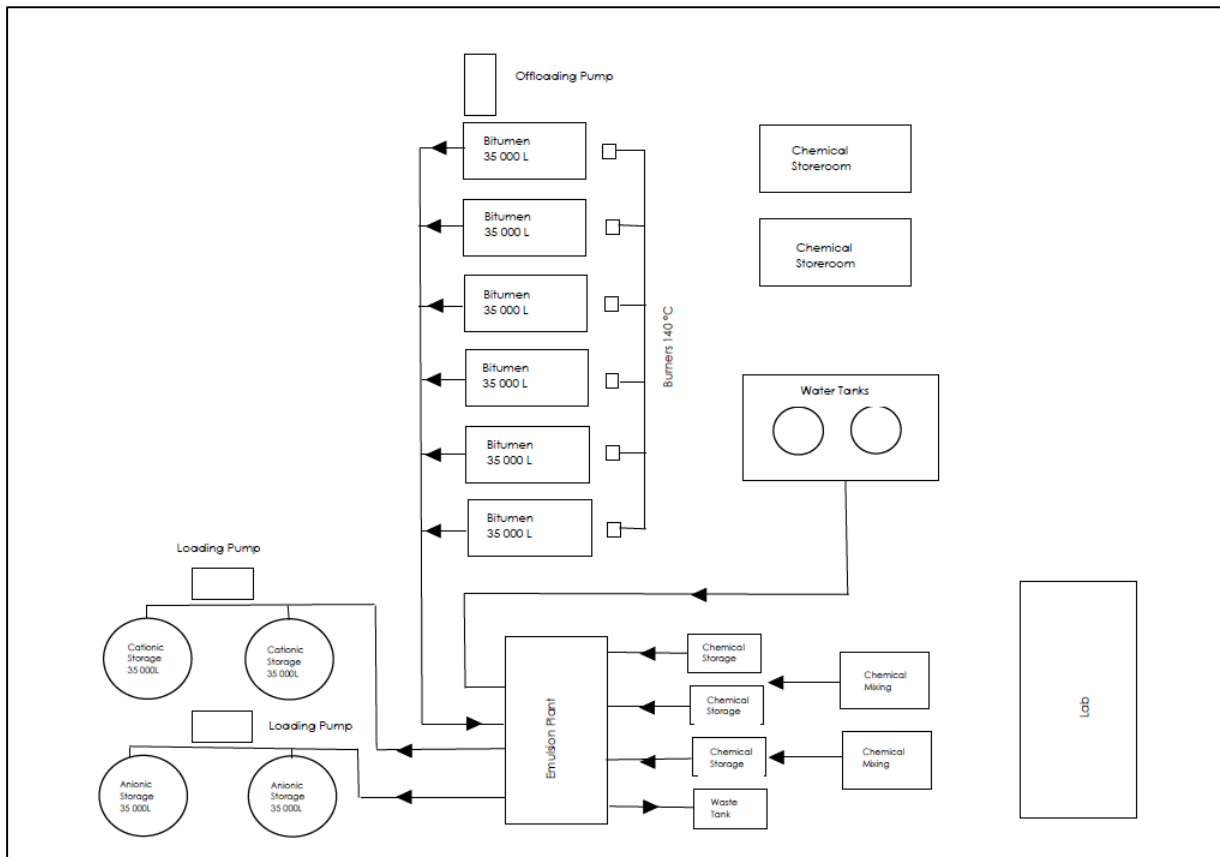 Offloading Pump
Bitumen
35 000 L
Bitumen
35 000 L
Bitumen
35 000 L
Bitumen
35 000 L
Bitumen
35 000 L
Bitumen
35 000 L
Burners 140 ºC
Chemical
Storeroom
Chemical
Storeroom
Water Tanks
Loading Pump
Cationic
Storage
35 000L
Cationic
Storage
35 000L
Loading Pump
Anionic
Storage
35 000L
Anionic
Storage
35 000L
Emulsion Plant
Chemical
Storage
Chemical
Storage
Chemical
Storage
Waste
Tank
Chemical
Mixing
Chemical
Mixing
Lab